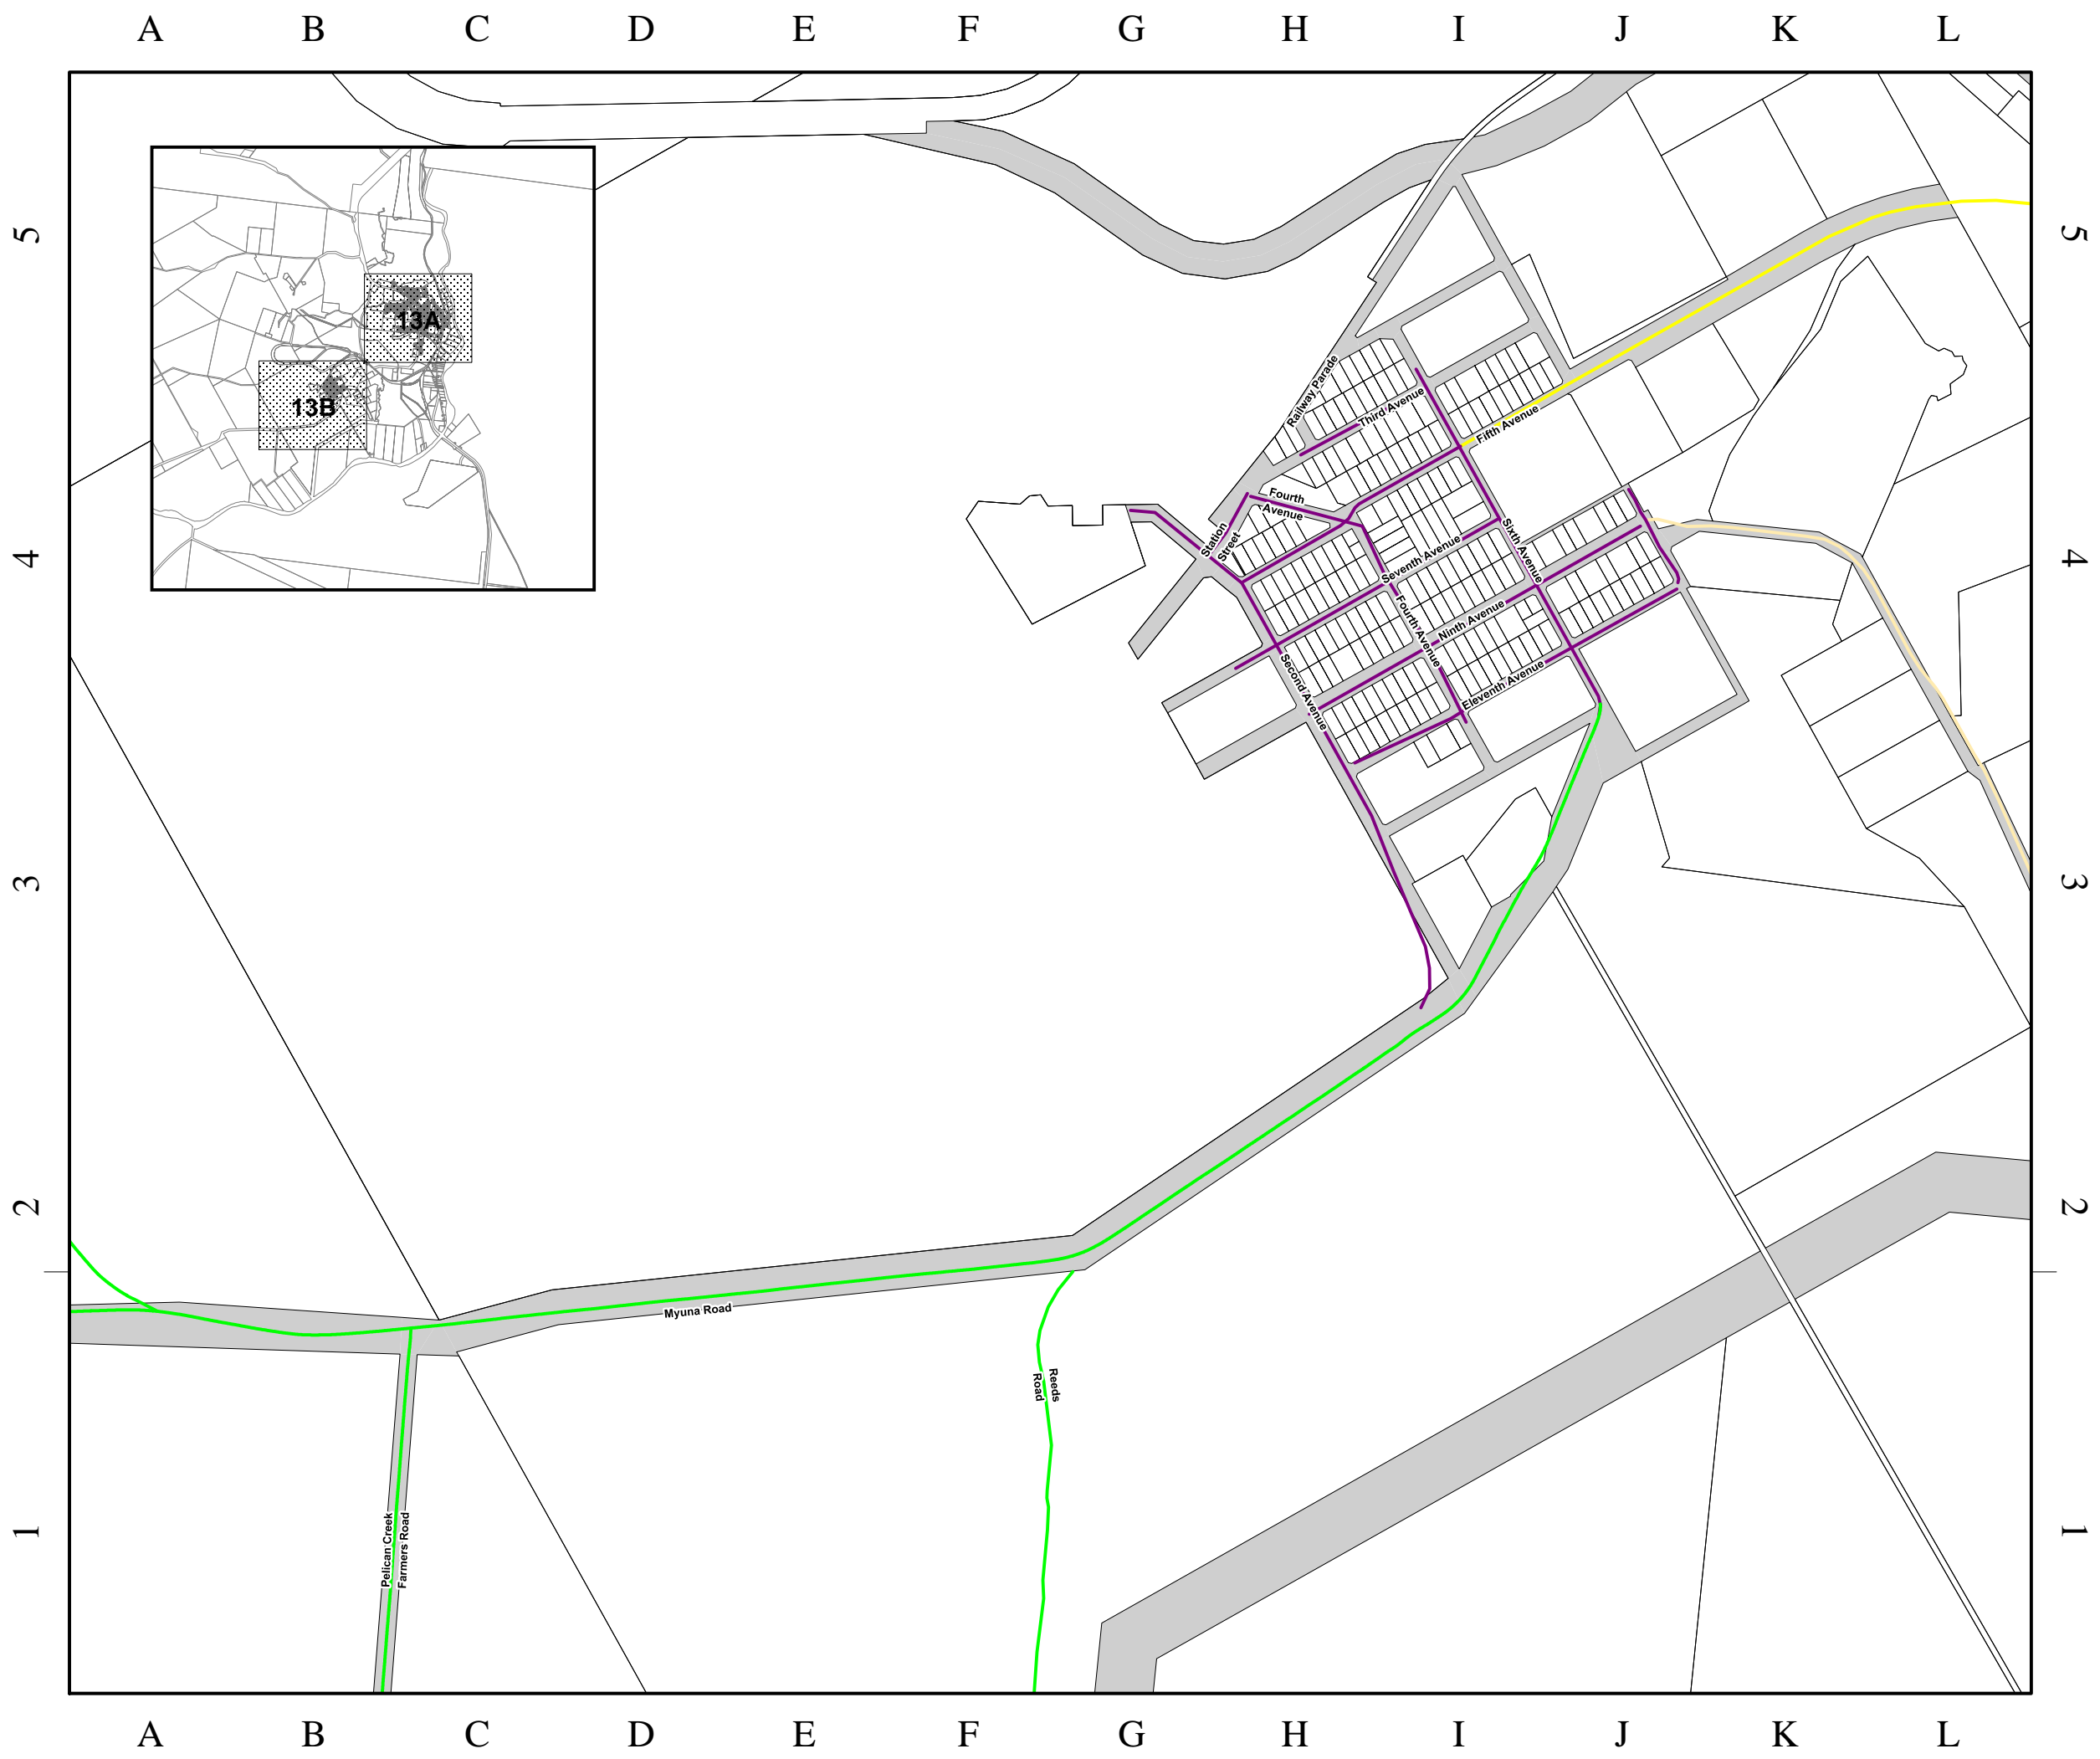 A B C D E F G H I J K L
5
5
13A
13B
Railway Parade
Third Avenue
Fifth Avenue
Fourth
Avenue
Station
Street
Sixth Avenue
4
4
Seventh Avenue
Ninth Avenue
Fourth Avenue
Second Avenue
Eleventh Avenue
3
3
2
2
Myuna Road
Reeds
Road
1
1
Pelican Creek
Farmers Road
A B C D E F G H I J K L